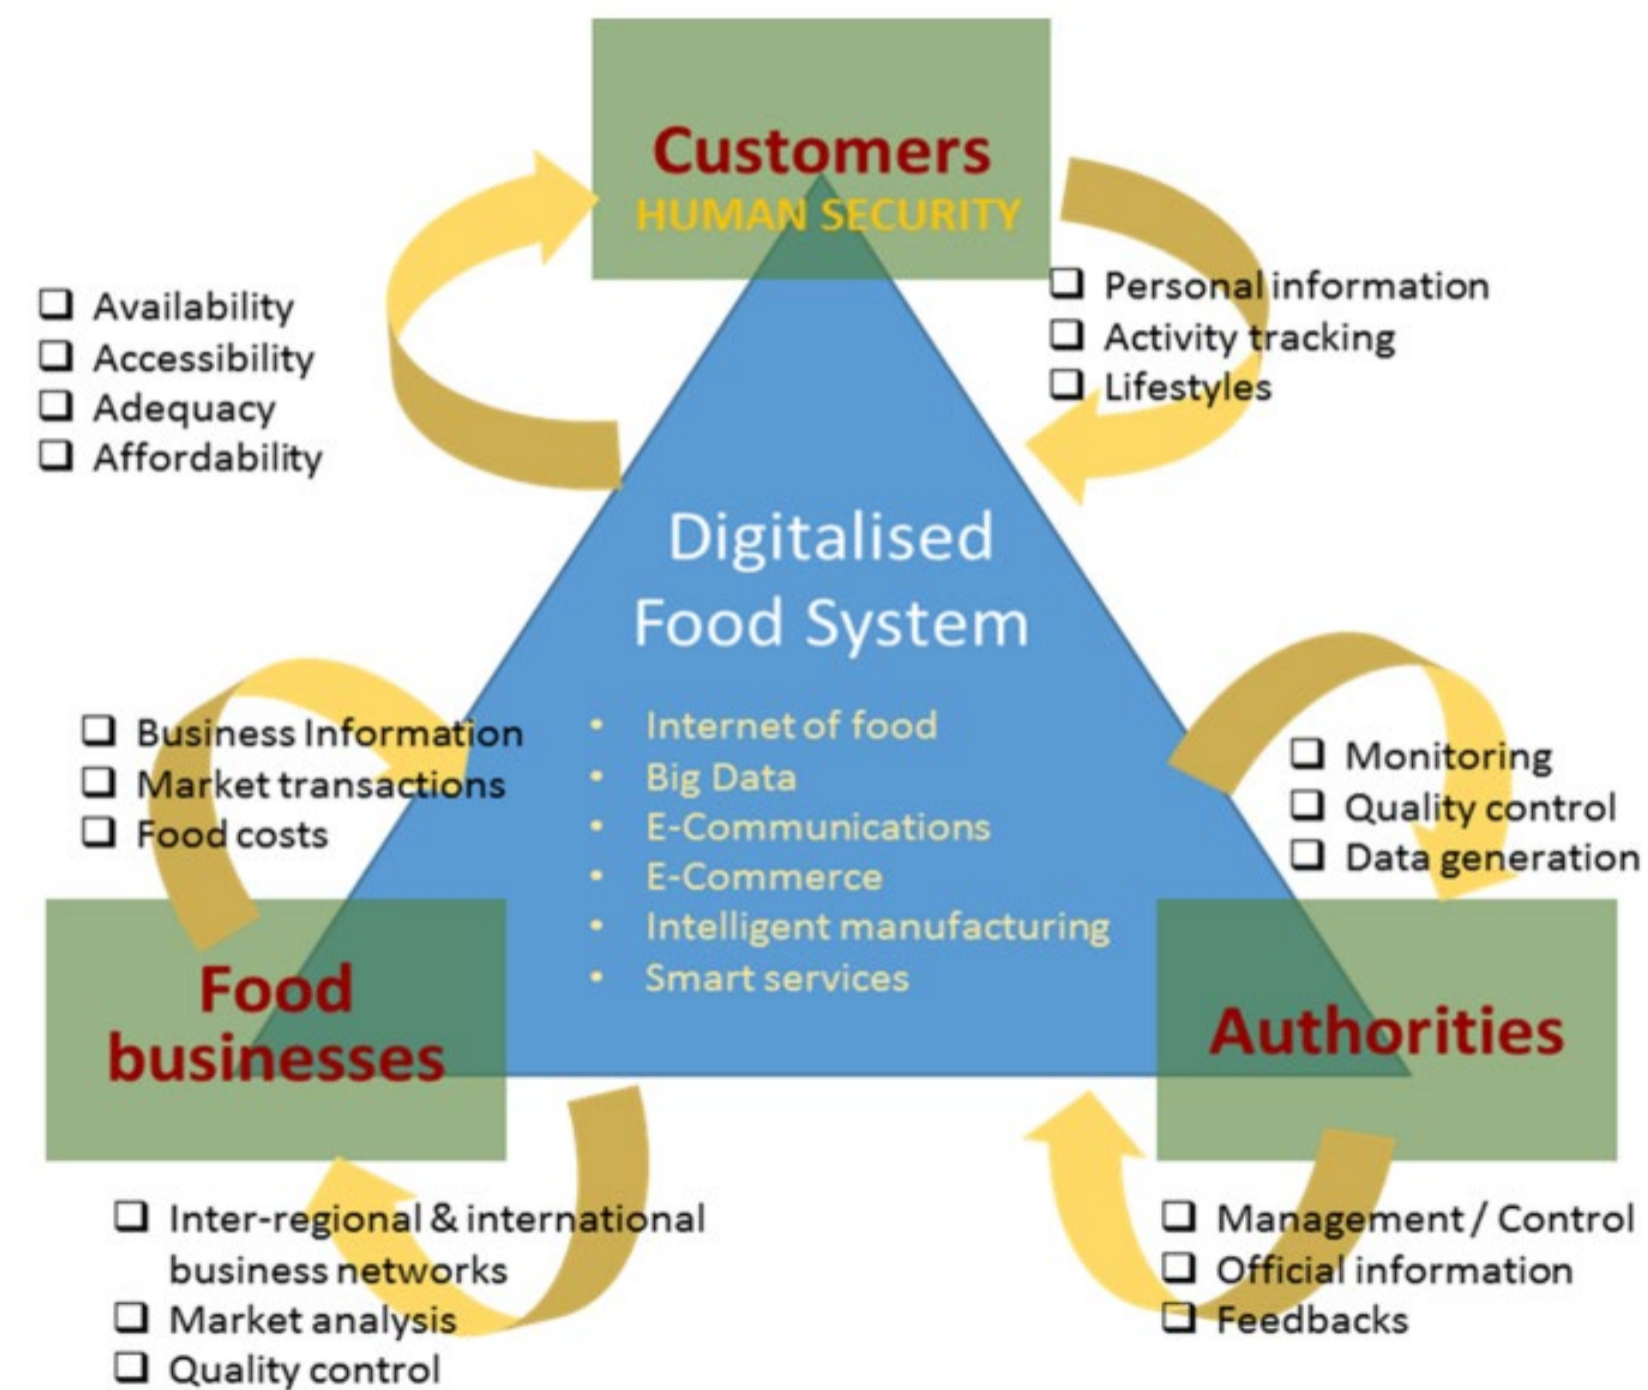 Customers
HUMAN SECURITY
❑ Availability
❑ Accessibility
❑ Adequacy
❑ Affordability
❑ Personal information
❑ Activity tracking
❑ Lifestyles
Digitalised
Food System
• Internet of food
• Big Data
• E-Communications
• E-Commerce
• Intelligent manufacturing
• Smart services
❑ Business Information
❑ Market transactions
❑ Food costs
❑ Monitoring
❑ Quality control
❑ Data generation
Food
businesses
Authorities
❑ Inter-regional & international
business networks
❑ Market analysis
❑ Quality control
❑ Management / Control
❑ Official information
❑ Feedbacks